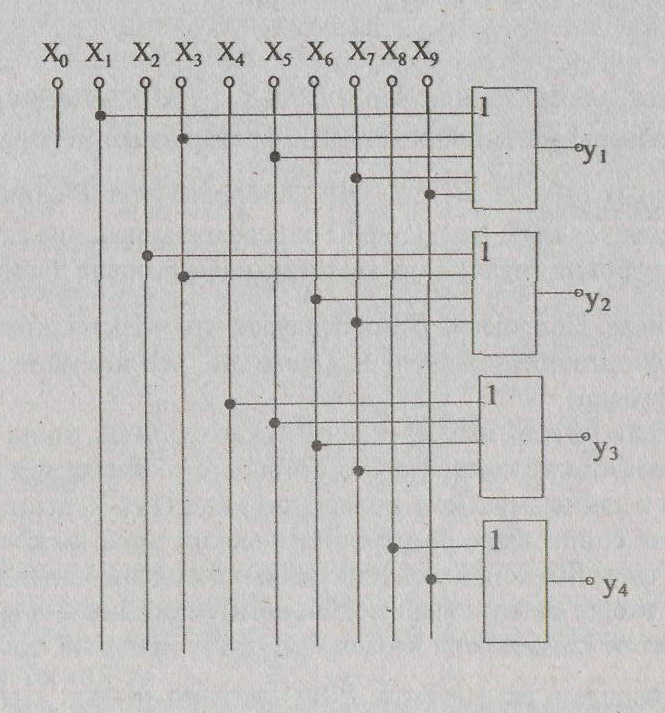 X₀ X₁ X₂ X₃ X₄ X₅ X₆ X₇ X₈ X₉
1
y₁
1
y₂
1
y₃
1
y₄